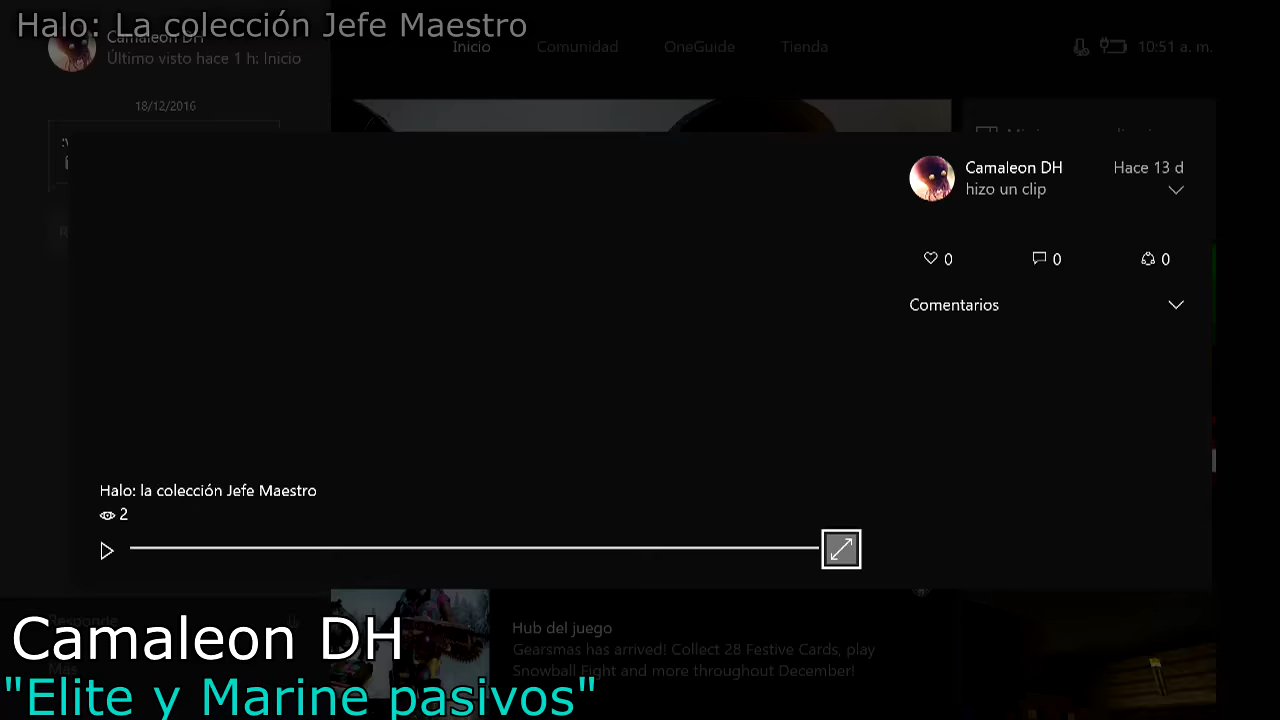 Halo: La colección Jefe Maestro
Camaleon DH
Último visto hace 1 h: Inicio
Inicio
Comunidad
OneGuide
Tienda
10:51 a. m.
18/12/2016
Camaleon DH
hizo un clip
Hace 13 d
0
0
0
Comentarios
Halo: la colección Jefe Maestro
2
Hub del juego
Gearsmas has arrived! Collect 28 Festive Cards, play
Snowball Fight and more throughout December!
Responde
Camaleon DH
Más
"Elite y Marine pasivos"